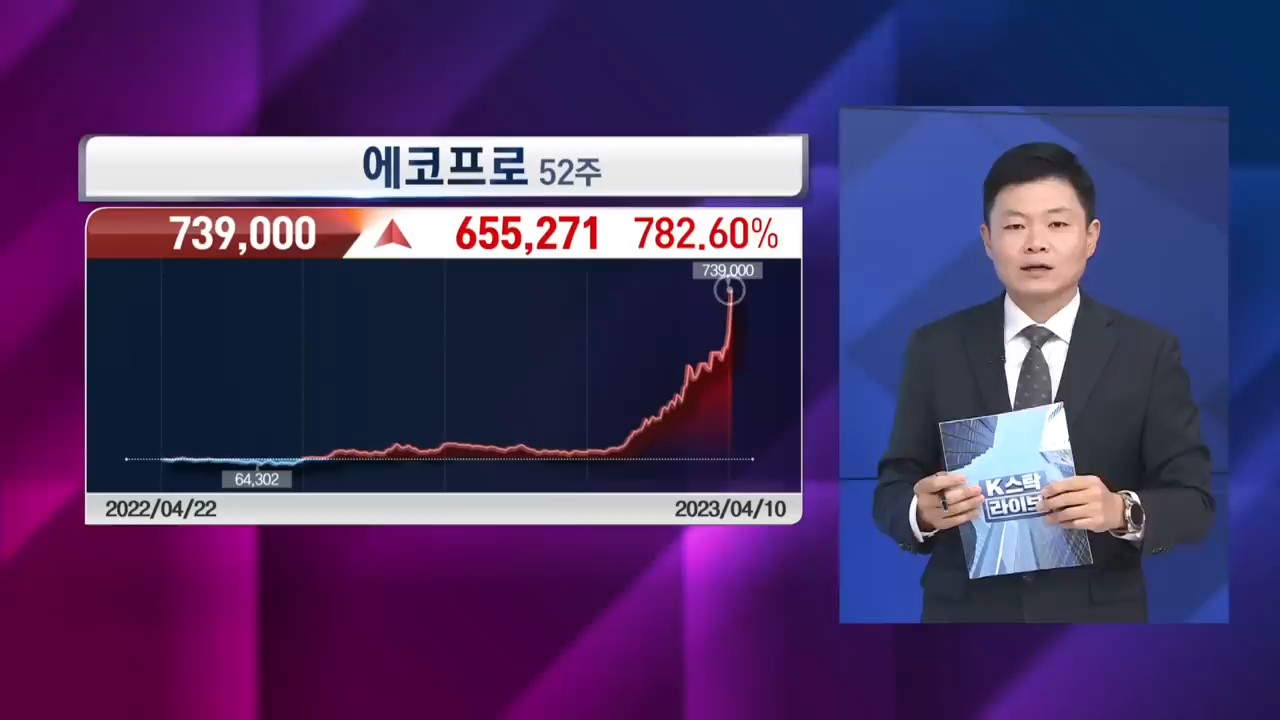 에코프로 52주
739,000 ▲ 655,271 782.60%
739,000
64,302
2022/04/22 2023/04/10
K스탁
라이브